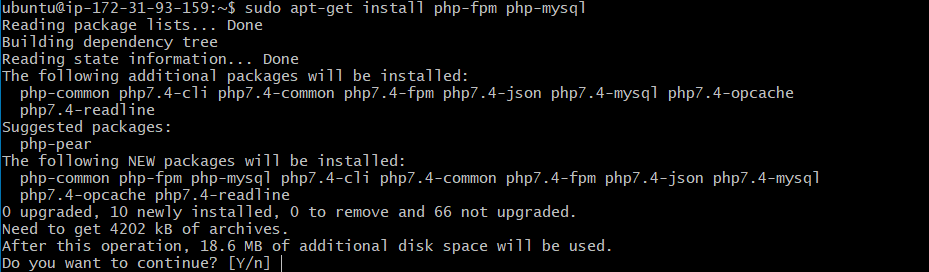 ubuntu@ip-172-31-93-159:~$ sudo apt-get install php-fpm php-mysql
Reading package lists... Done
Building dependency tree
Reading state information... Done
The following additional packages will be installed:
  php-common php7.4-cli php7.4-common php7.4-fpm php7.4-json php7.4-mysql php7.4-opcache
  php7.4-readline
Suggested packages:
  php-pear
The following NEW packages will be installed:
  php-common php-fpm php-mysql php7.4-cli php7.4-common php7.4-fpm php7.4-json php7.4-mysql
  php7.4-opcache php7.4-readline
0 upgraded, 10 newly installed, 0 to remove and 66 not upgraded.
Need to get 4202 kB of archives.
After this operation, 18.6 MB of additional disk space will be used.
Do you want to continue? [Y/n]